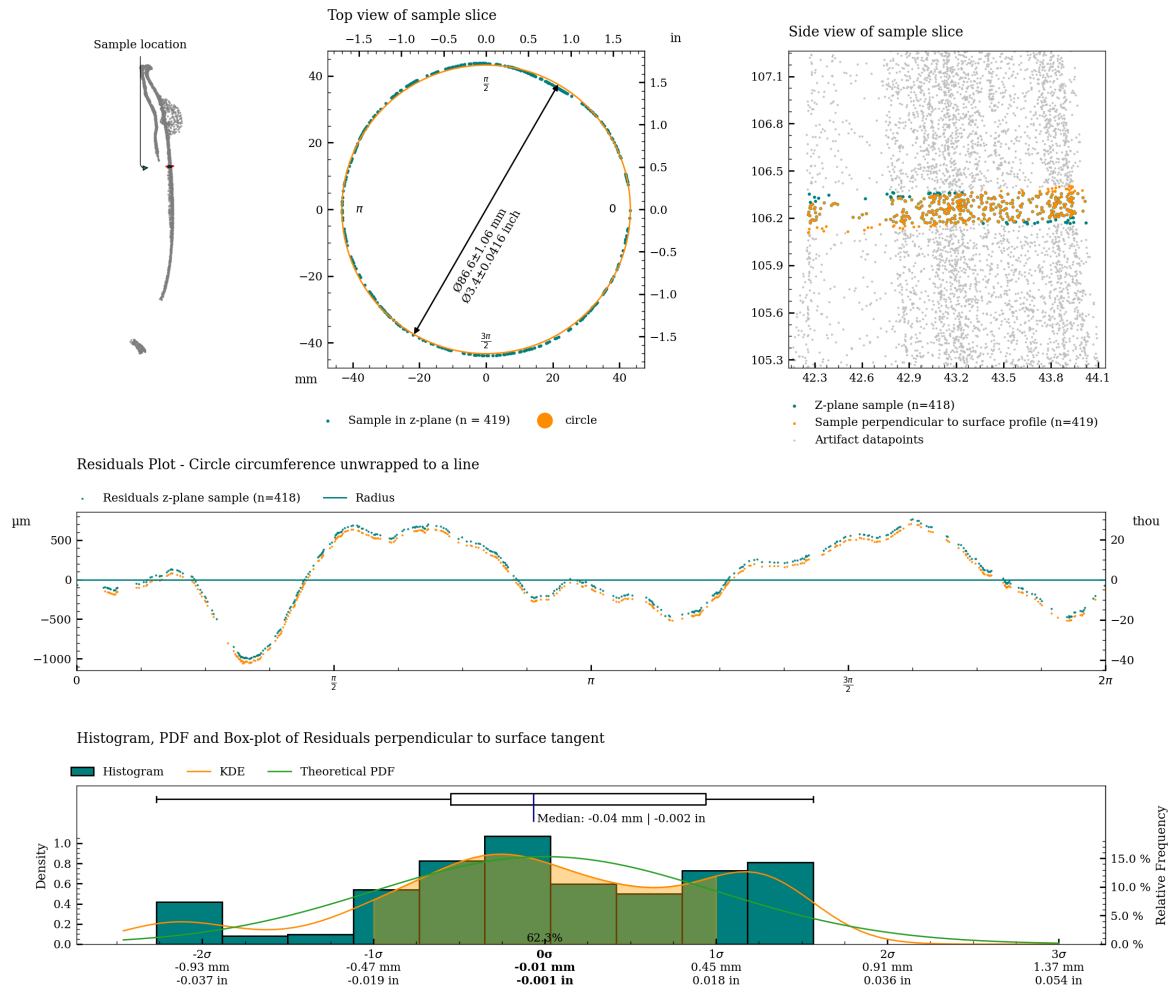 Top view of sample slice
Side view of sample slice
Sample location
−1.5 −1.0 −0.5 0.0 0.5 1.0 1.5
in
40
20
0
−20
−40
mm
π/2
π
0
3π/2
Ø86.6±1.06 mm
Ø3.4±0.0416 inch
1.5
1.0
0.5
0.0
−0.5
−1.0
−1.5
−40 −20 0 20 40
107.1
106.8
106.5
106.2
105.9
105.6
105.3
42.3 42.6 42.9 43.2 43.5 43.8 44.1
Sample in z-plane (n = 419) circle
Z-plane sample (n=418)
Sample perpendicular to surface profile (n=419)
Artifact datapoints
Residuals Plot - Circle circumference unwrapped to a line
Residuals z-plane sample (n=418) Radius
µm
thou
500
0
−500
−1000
20
0
−20
−40
0 π/2 π 3π/2 2π
Histogram, PDF and Box-plot of Residuals perpendicular to surface tangent
Histogram KDE Theoretical PDF
Median: -0.04 mm | -0.002 in
Density
1.0
0.8
0.6
0.4
0.2
0.0
62.3%
Relative Frequency
15.0 %
10.0 %
5.0 %
0.0 %
-2σ -1σ 0σ 1σ 2σ 3σ
-0.93 mm -0.47 mm -0.01 mm 0.45 mm 0.91 mm 1.37 mm
-0.037 in -0.019 in -0.001 in 0.018 in 0.036 in 0.054 in